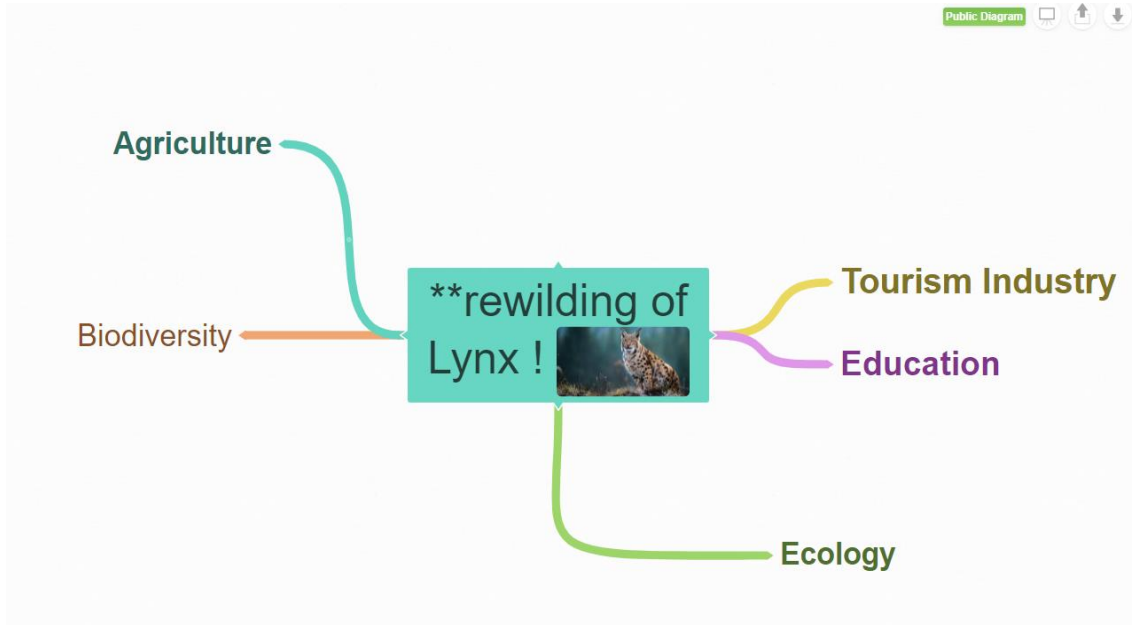 Public Diagram
Agriculture
**rewilding of
Lynx !
Tourism Industry
Biodiversity
Education
Ecology